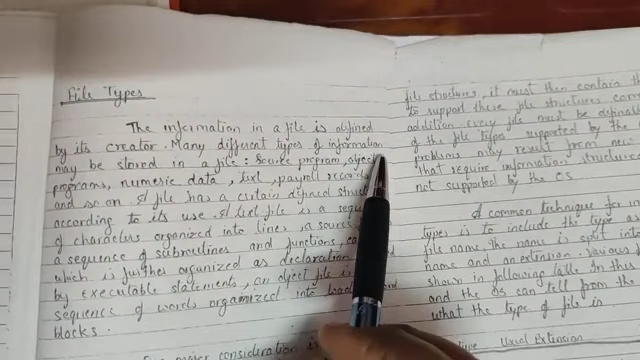 File Types
The information in a file is defined
by its creator. Many different types of information
may be stored in a file: Source program, object
programs, numeric data, text, payroll records
and so on. A file has a certain defined struct
according to its use. A text file is a seque
of characters organized into lines, a source
a sequence of subroutines and functions,
which is further organized as declaration
by executable statements, an object file is
sequence of words organized into
blocks.
major consideration is
file structures, it must then contain the
to support these file structures
addition every file must be
of the file types supported by the
problems may result from new
that require information structure
not supported by the OS.
A common technique for
types is to include the type as
file name. The name is split into
name and an extension. Various
shown in following table. In this
and the OS can tell from the
what the type of file is
type Usual Extension